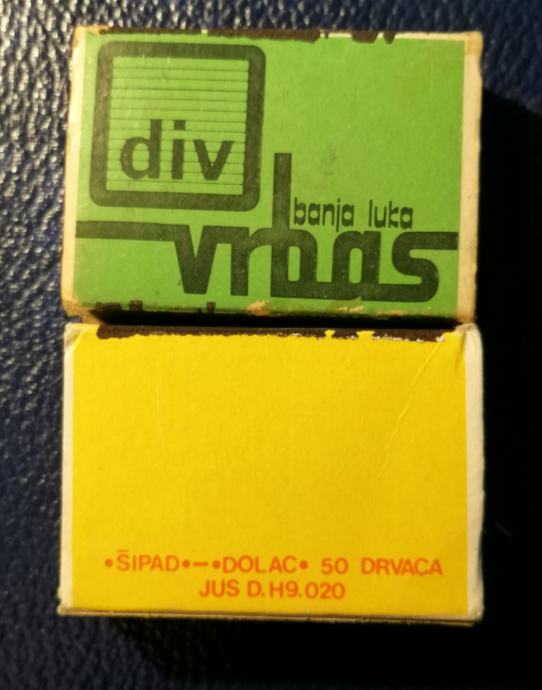 div
banja luka
vrbas
•ŠIPAD•—•DOLAC• 50 DRVACA
JUS D.H9.020